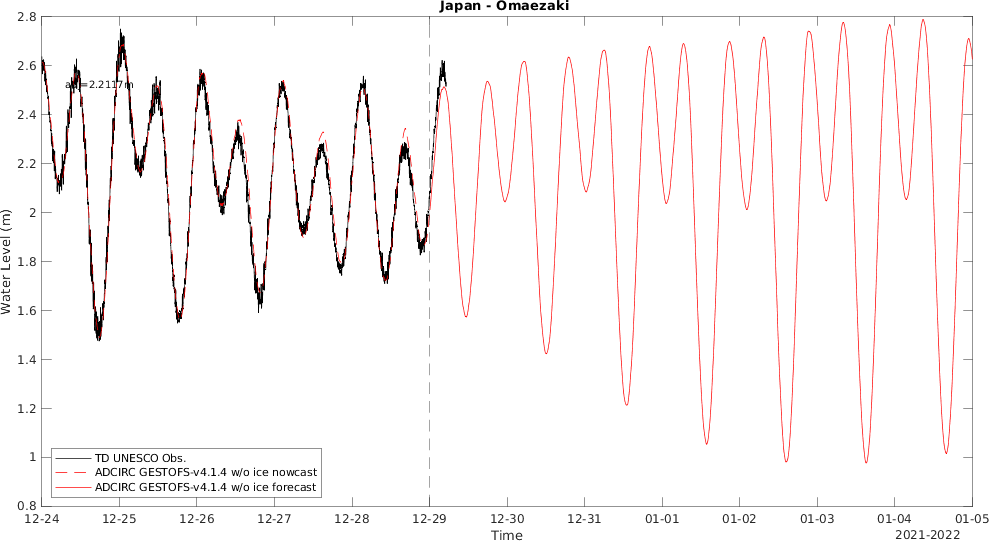 Japan - Omaezaki
2.8
2.6
2.4
2.2
2
1.8
1.6
1.4
1.2
1
0.8
Water Level (m)
=2.2117m
TD UNESCO Obs.
ADCIRC GESTOFS-v4.1.4 w/o ice nowcast
ADCIRC GESTOFS-v4.1.4 w/o ice forecast
12-24 12-25 12-26 12-27 12-28 12-29 12-30 12-31 01-01 01-02 01-03 01-04 01-05
Time
2021-2022